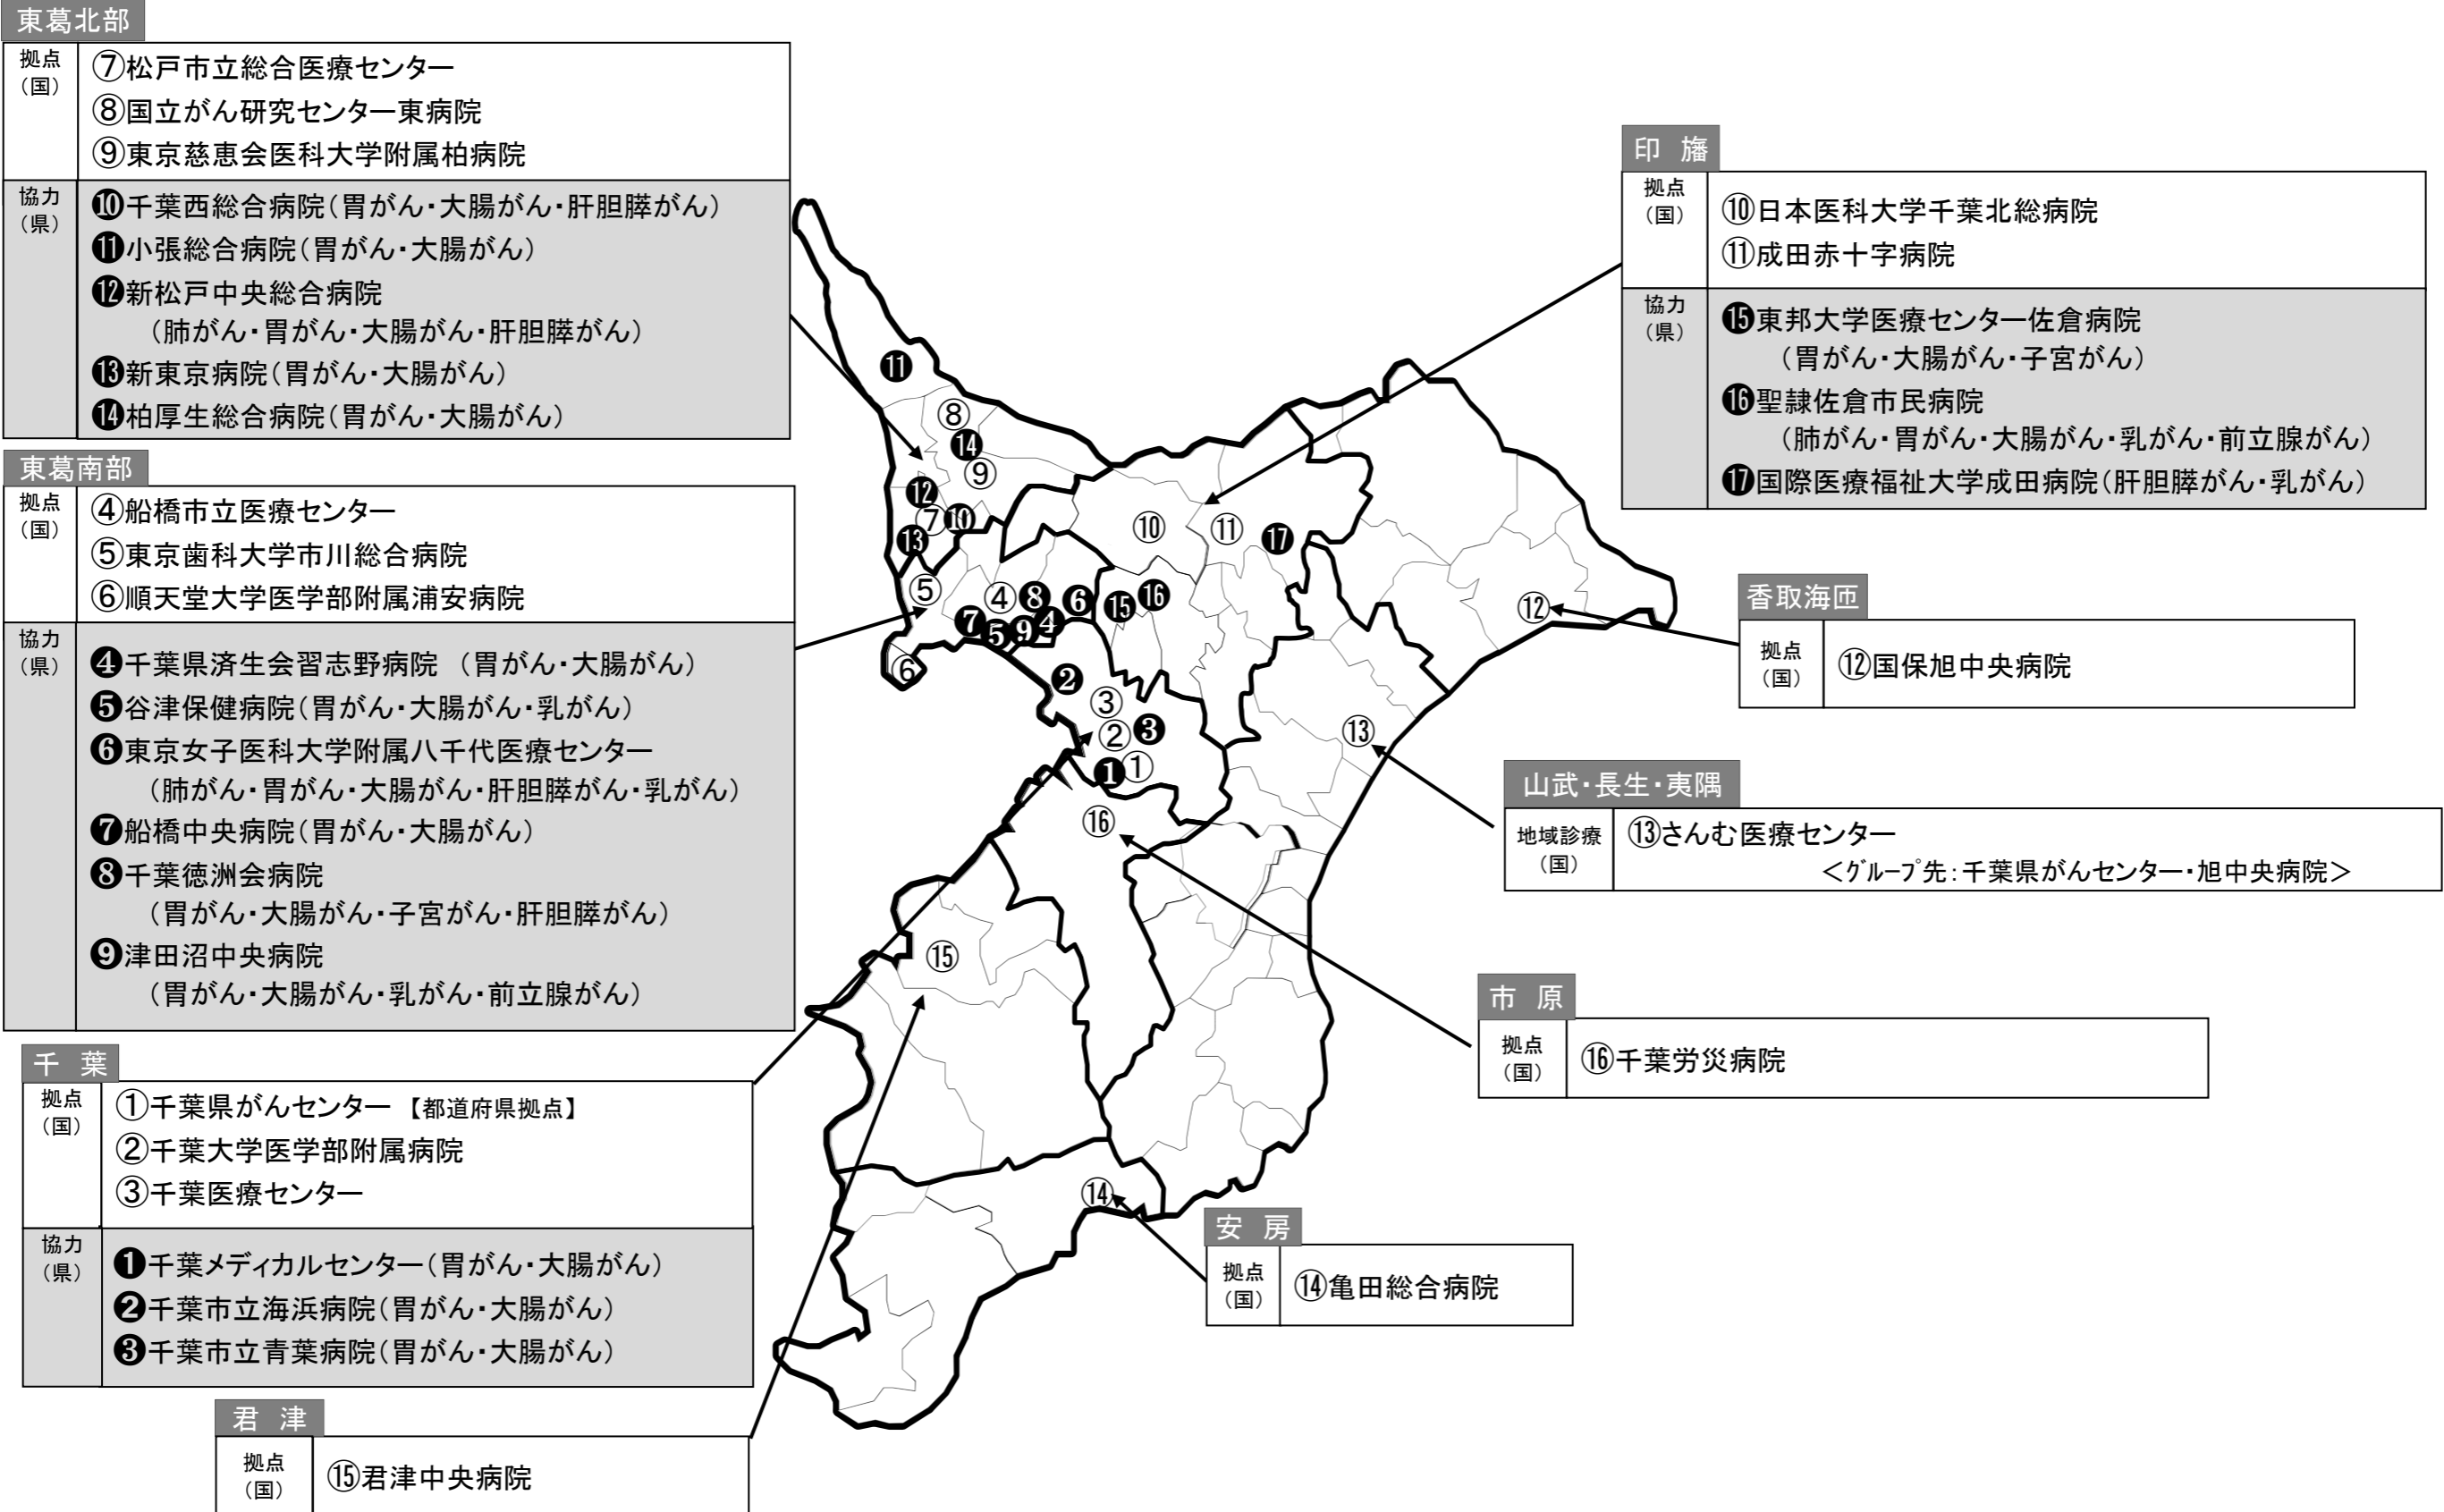 東葛北部
拠点
（国）
⑦松戸市立総合医療センター
⑧国立がん研究センター東病院
⑨東京慈恵会医科大学附属柏病院
協力
（県）
❿千葉西総合病院（胃がん・大腸がん・肝胆膵がん）
⓫小張総合病院（胃がん・大腸がん）
⓬新松戸中央総合病院
（肺がん・胃がん・大腸がん・肝胆膵がん）
⓭新東京病院（胃がん・大腸がん）
⓮柏厚生総合病院（胃がん・大腸がん）
東葛南部
拠点
（国）
④船橋市立医療センター
⑤東京歯科大学市川総合病院
⑥順天堂大学医学部附属浦安病院
協力
（県）
❹千葉県済生会習志野病院 （胃がん・大腸がん）
❺谷津保健病院（胃がん・大腸がん・乳がん）
❻東京女子医科大学附属八千代医療センター
（肺がん・胃がん・大腸がん・肝胆膵がん・乳がん）
❼船橋中央病院（胃がん・大腸がん）
❽千葉徳洲会病院
（胃がん・大腸がん・子宮がん・肝胆膵がん）
❾津田沼中央病院
（胃がん・大腸がん・乳がん・前立腺がん）
千 葉
拠点
（国）
①千葉県がんセンター 【都道府県拠点】
②千葉大学医学部附属病院
③千葉医療センター
協力
（県）
❶千葉メディカルセンター（胃がん・大腸がん）
❷千葉市立海浜病院（胃がん・大腸がん）
❸千葉市立青葉病院（胃がん・大腸がん）
君 津
拠点
（国）
⑮君津中央病院
⓫
⑧
⓮
⑨
⓬
⑦
❿
⓭
⑤
④
❽
❻
❼
❺
❾
❹
⑥
⑩
⑪
⓱
⓯
⓰
⑫
❷
③
②
❸
❶
①
⑬
⑯
⑮
⑭
印 旛
拠点
（国）
⑩日本医科大学千葉北総病院
⑪成田赤十字病院
協力
（県）
⓯東邦大学医療センター佐倉病院
（胃がん・大腸がん・子宮がん）
⓰聖隷佐倉市民病院
（肺がん・胃がん・大腸がん・乳がん・前立腺がん）
⓱国際医療福祉大学成田病院（肝胆膵がん・乳がん）
香取海匝
拠点
（国）
⑫国保旭中央病院
山武・長生・夷隅
地域診療
（国）
⑬さんむ医療センター
＜ｸﾞﾙｰﾌﾟ先：千葉県がんセンター・旭中央病院＞
市 原
拠点
（国）
⑯千葉労災病院
安 房
拠点
（国）
⑭亀田総合病院